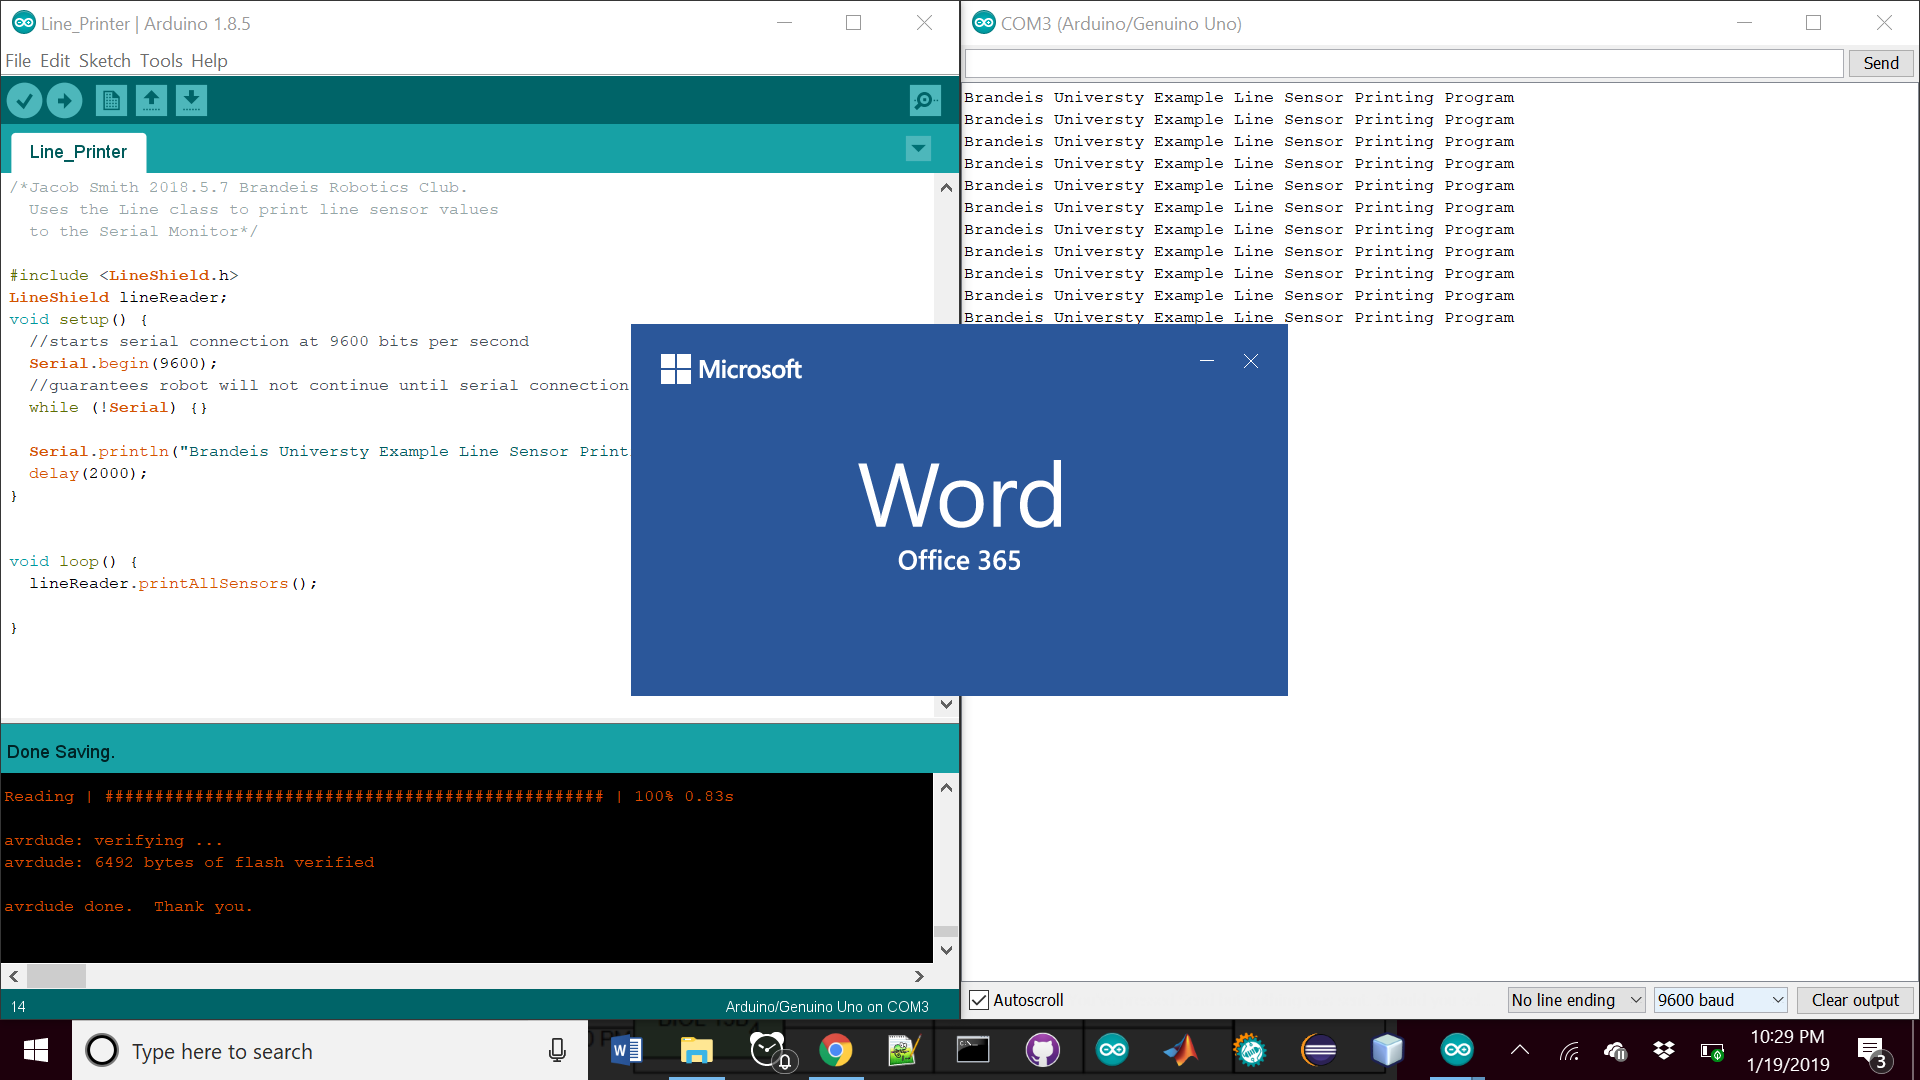 Line_Printer | Arduino 1.8.5
File Edit Sketch Tools Help
Line_Printer
/*Jacob Smith 2018.5.7 Brandeis Robotics Club.
Uses the Line class to print line sensor values
to the Serial Monitor*/
#include <LineShield.h>
LineShield lineReader;
void setup() {
//starts serial connection at 9600 bits per second
Serial.begin(9600);
//guarantees robot will not continue until serial connection
while (!Serial) {}
Serial.println("Brandeis Universty Example Line Sensor Print
delay(2000);
}
void loop() {
lineReader.printAllSensors();
}
Done Saving.
Reading | ################################################## | 100% 0.83s
avrdude: verifying ...
avrdude: 6492 bytes of flash verified
avrdude done.  Thank you.
14
Arduino/Genuino Uno on COM3
COM3 (Arduino/Genuino Uno)
Send
Brandeis Universty Example Line Sensor Printing Program
Brandeis Universty Example Line Sensor Printing Program
Brandeis Universty Example Line Sensor Printing Program
Brandeis Universty Example Line Sensor Printing Program
Brandeis Universty Example Line Sensor Printing Program
Brandeis Universty Example Line Sensor Printing Program
Brandeis Universty Example Line Sensor Printing Program
Brandeis Universty Example Line Sensor Printing Program
Brandeis Universty Example Line Sensor Printing Program
Brandeis Universty Example Line Sensor Printing Program
Brandeis Universty Example Line Sensor Printing Program
Microsoft
Word
Office 365
Autoscroll
No line ending
9600 baud
Clear output
Type here to search
10:29 PM
1/19/2019
3